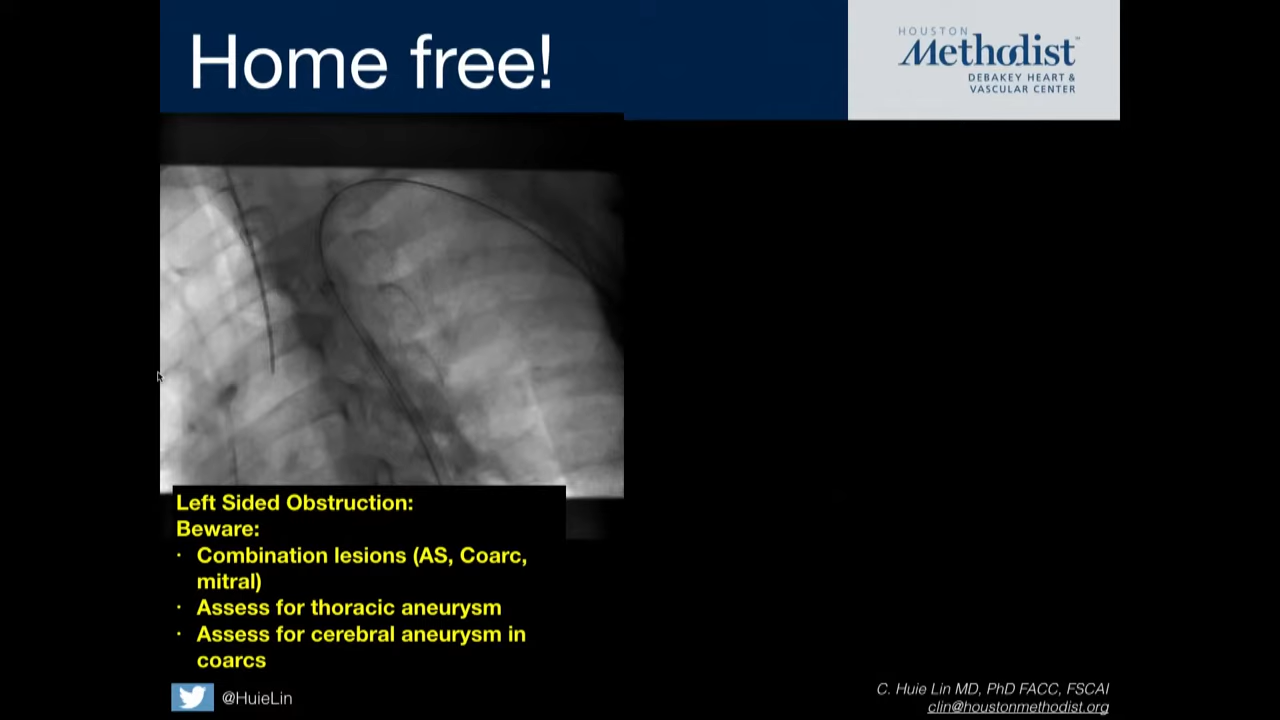 Home free!
HOUSTON
Methodist
DEBAKEY HEART &
VASCULAR CENTER
Left Sided Obstruction:
Beware:
· Combination lesions (AS, Coarc,
mitral)
· Assess for thoracic aneurysm
· Assess for cerebral aneurysm in
coarcs
@HuieLin
C. Huie Lin MD, PhD FACC, FSCAI
clin@houstonmethodist.org